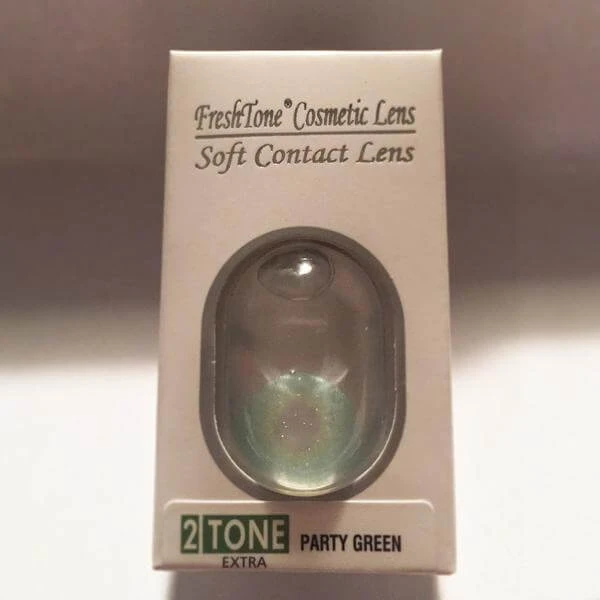 FreshTone® Cosmetic Lens
Soft Contact Lens
2 TONE PARTY GREEN
EXTRA